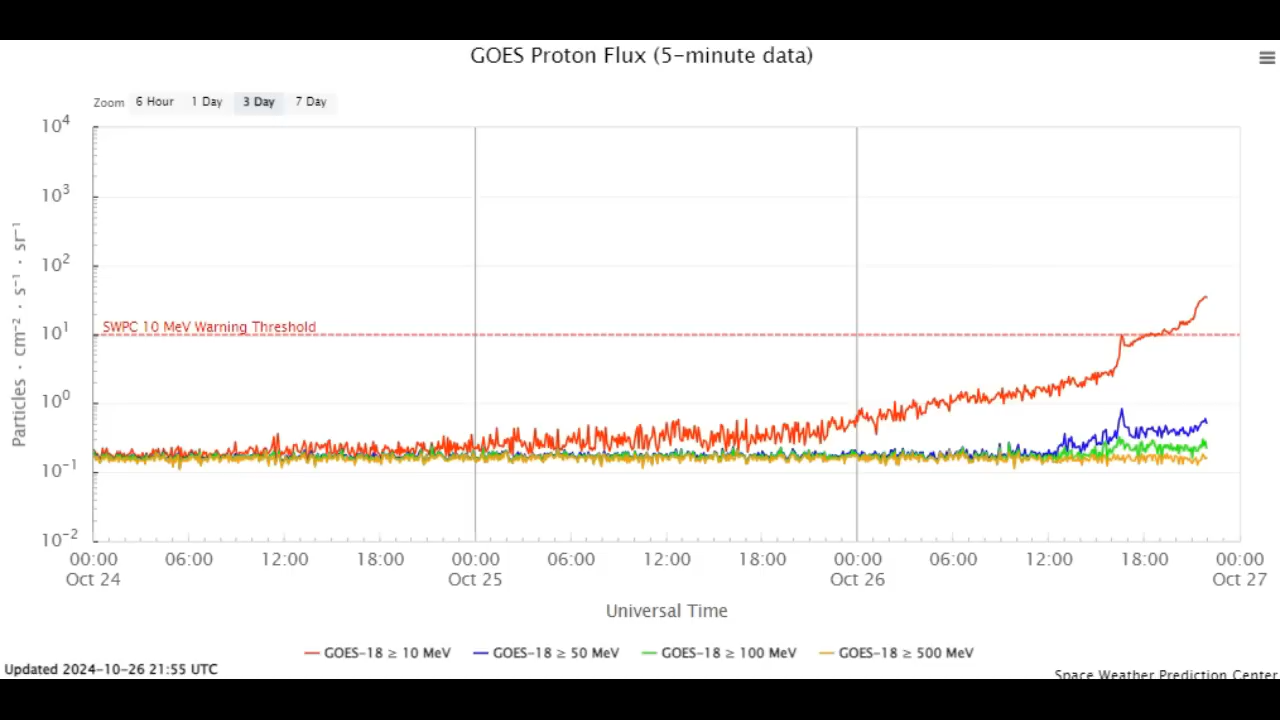 GOES Proton Flux (5-minute data)
Zoom 6 Hour 1 Day 3 Day 7 Day
10⁴
10³
10²
10¹
10⁰
10⁻¹
10⁻²
Particles · cm⁻² · s⁻¹ · sr⁻¹
SWPC 10 MeV Warning Threshold
00:00 06:00 12:00 18:00 00:00 06:00 12:00 18:00 00:00 06:00 12:00 18:00 00:00
Oct 24 Oct 25 Oct 26 Oct 27
Universal Time
GOES-18 ≥ 10 MeV GOES-18 ≥ 50 MeV GOES-18 ≥ 100 MeV GOES-18 ≥ 500 MeV
Updated 2024-10-26 21:55 UTC
Space Weather Prediction Center